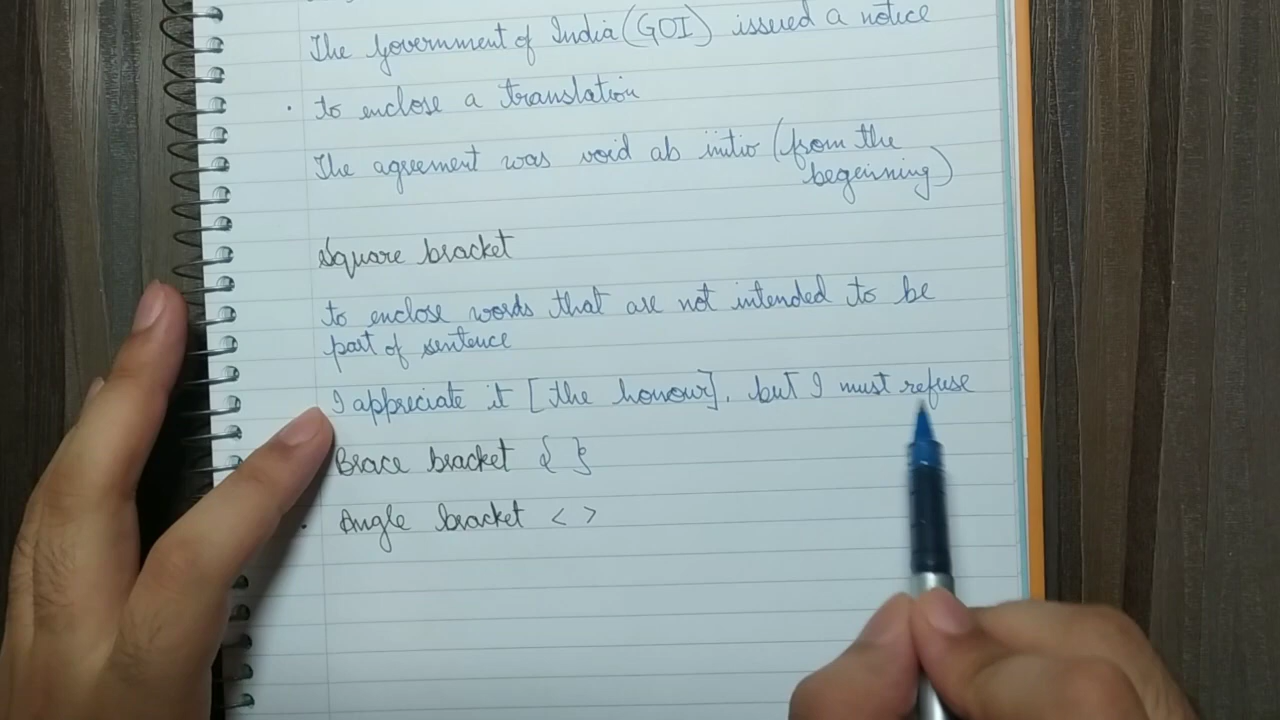 The Government of India (GOI) issued a notice
· to enclose a translation
The agreement was void ab initio (from the
beginning)
Square bracket
to enclose words that are not intended to be
part of sentence
I appreciate it [the honour], but I must refuse
Brace bracket { }
· Angle bracket < >